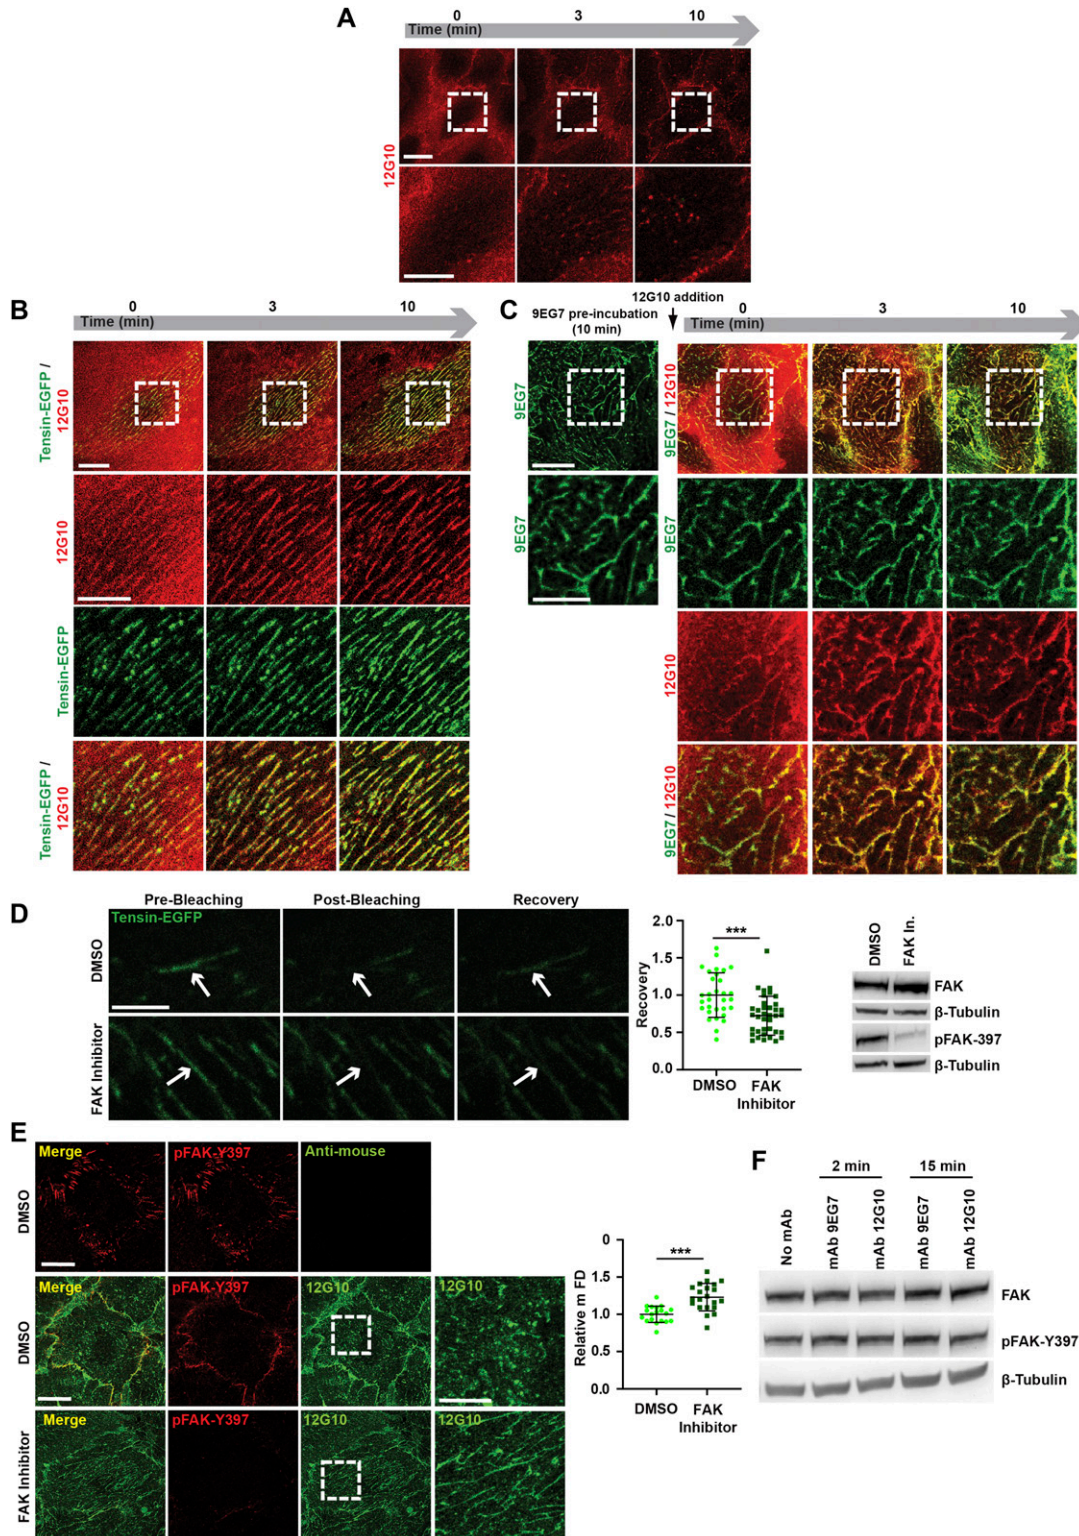 A
0 3 10
Time (min)
12G10
B
0 3 10
Time (min)
Tensin-EGFP /
12G10
12G10
Tensin-EGFP
Tensin-EGFP /
12G10
C
9EG7 pre-incubation
(10 min)
12G10 addition
0 3 10
Time (min)
9EG7
9EG7
9EG7 / 12G10
9EG7
12G10
9EG7 / 12G10
D
Pre-Bleaching Post-Bleaching Recovery
Tensin-EGFP
DMSO
FAK Inhibitor
Recovery
2.0
1.5
1.0
0.5
0.0
***
DMSO FAK
Inhibitor
DMSO
FAK In.
FAK
β-Tubulin
pFAK-397
β-Tubulin
E
Merge pFAK-Y397 Anti-mouse
DMSO
Merge pFAK-Y397 12G10 12G10
DMSO
Merge pFAK-Y397 12G10 12G10
FAK Inhibitor
Relative m FD
0
1.5
1.0
0.5
0.0
***
DMSO FAK
Inhibitor
F
2 min 15 min
No mAb
mAb 9EG7
mAb 12G10
mAb 9EG7
mAb 12G10
FAK
pFAK-Y397
β-Tubulin